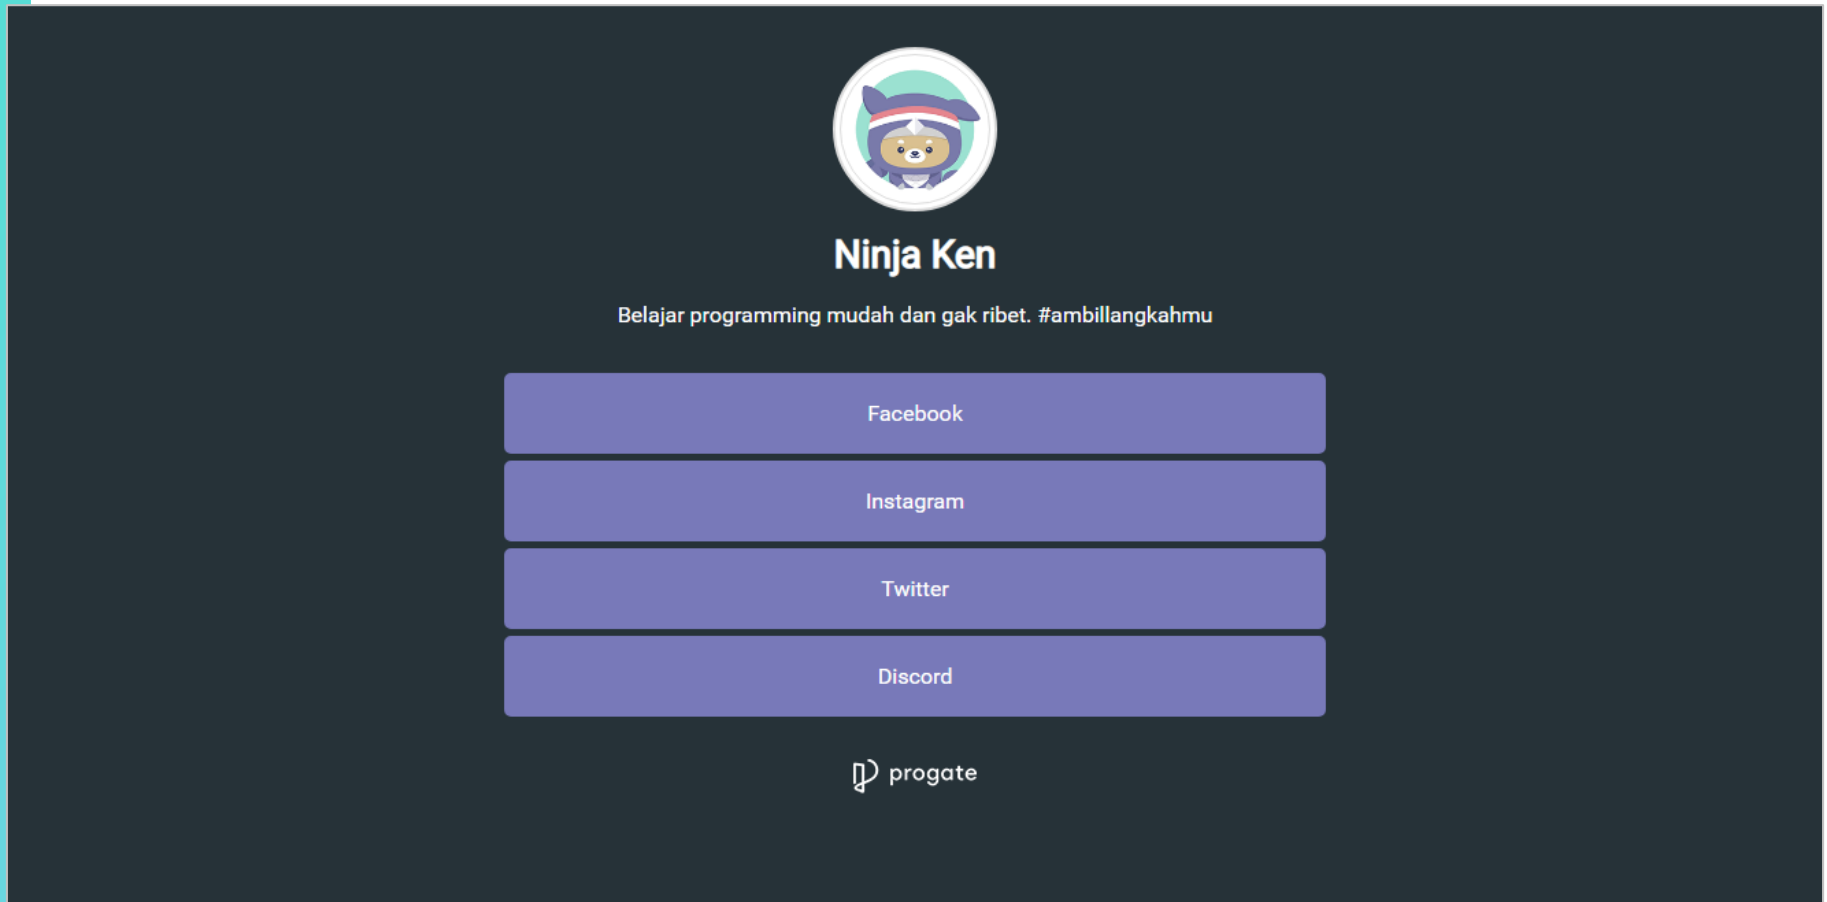 Ninja Ken
Belajar programming mudah dan gak ribet. #ambillangkahmu
Facebook
Instagram
Twitter
Discord
progate